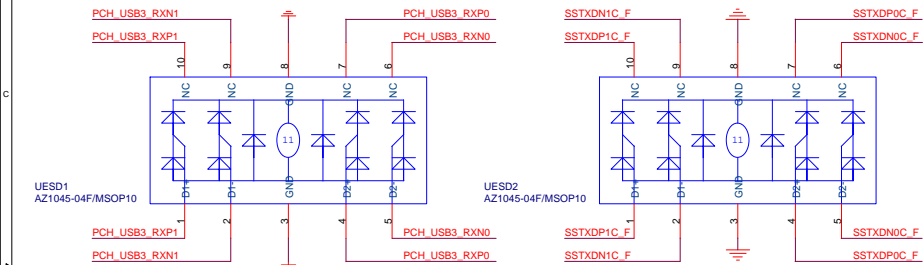 PCH_USB3_RXN1 PCH_USB3_RXP0 SSTXDN1C_F SSTXDP0C_F
PCH_USB3_RXP1 PCH_USB3_RXN0 SSTXDP1C_F SSTXDN0C_F
10 9 8 7 6 10 9 8 7 6
NC NC GND NC NC NC NC GND NC NC
C
11 11
UESD1 UESD2
AZ1045-04F/MSOP10 AZ1045-04F/MSOP10
D1+ D1- GND D2+ D2- D1+ D1- GND D2+ D2-
1 2 3 4 5 1 2 3 4 5
PCH_USB3_RXP1 PCH_USB3_RXN0 SSTXDP1C_F SSTXDN0C_F
PCH_USB3_RXN1 PCH_USB3_RXP0 SSTXDN1C_F SSTXDP0C_F